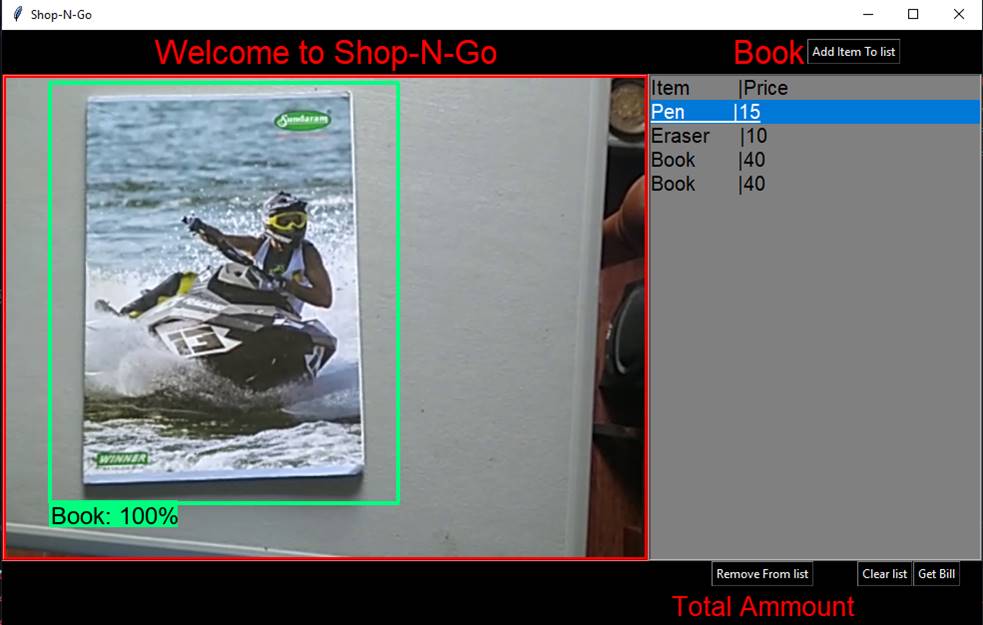 Shop-N-Go
Welcome to Shop-N-Go
Book Add Item To list
Item |Price
Pen |15
Eraser |10
Book |40
Book |40
Sundaram
WINNER
Book: 100%
Remove From list Clear list Get Bill
Total Ammount